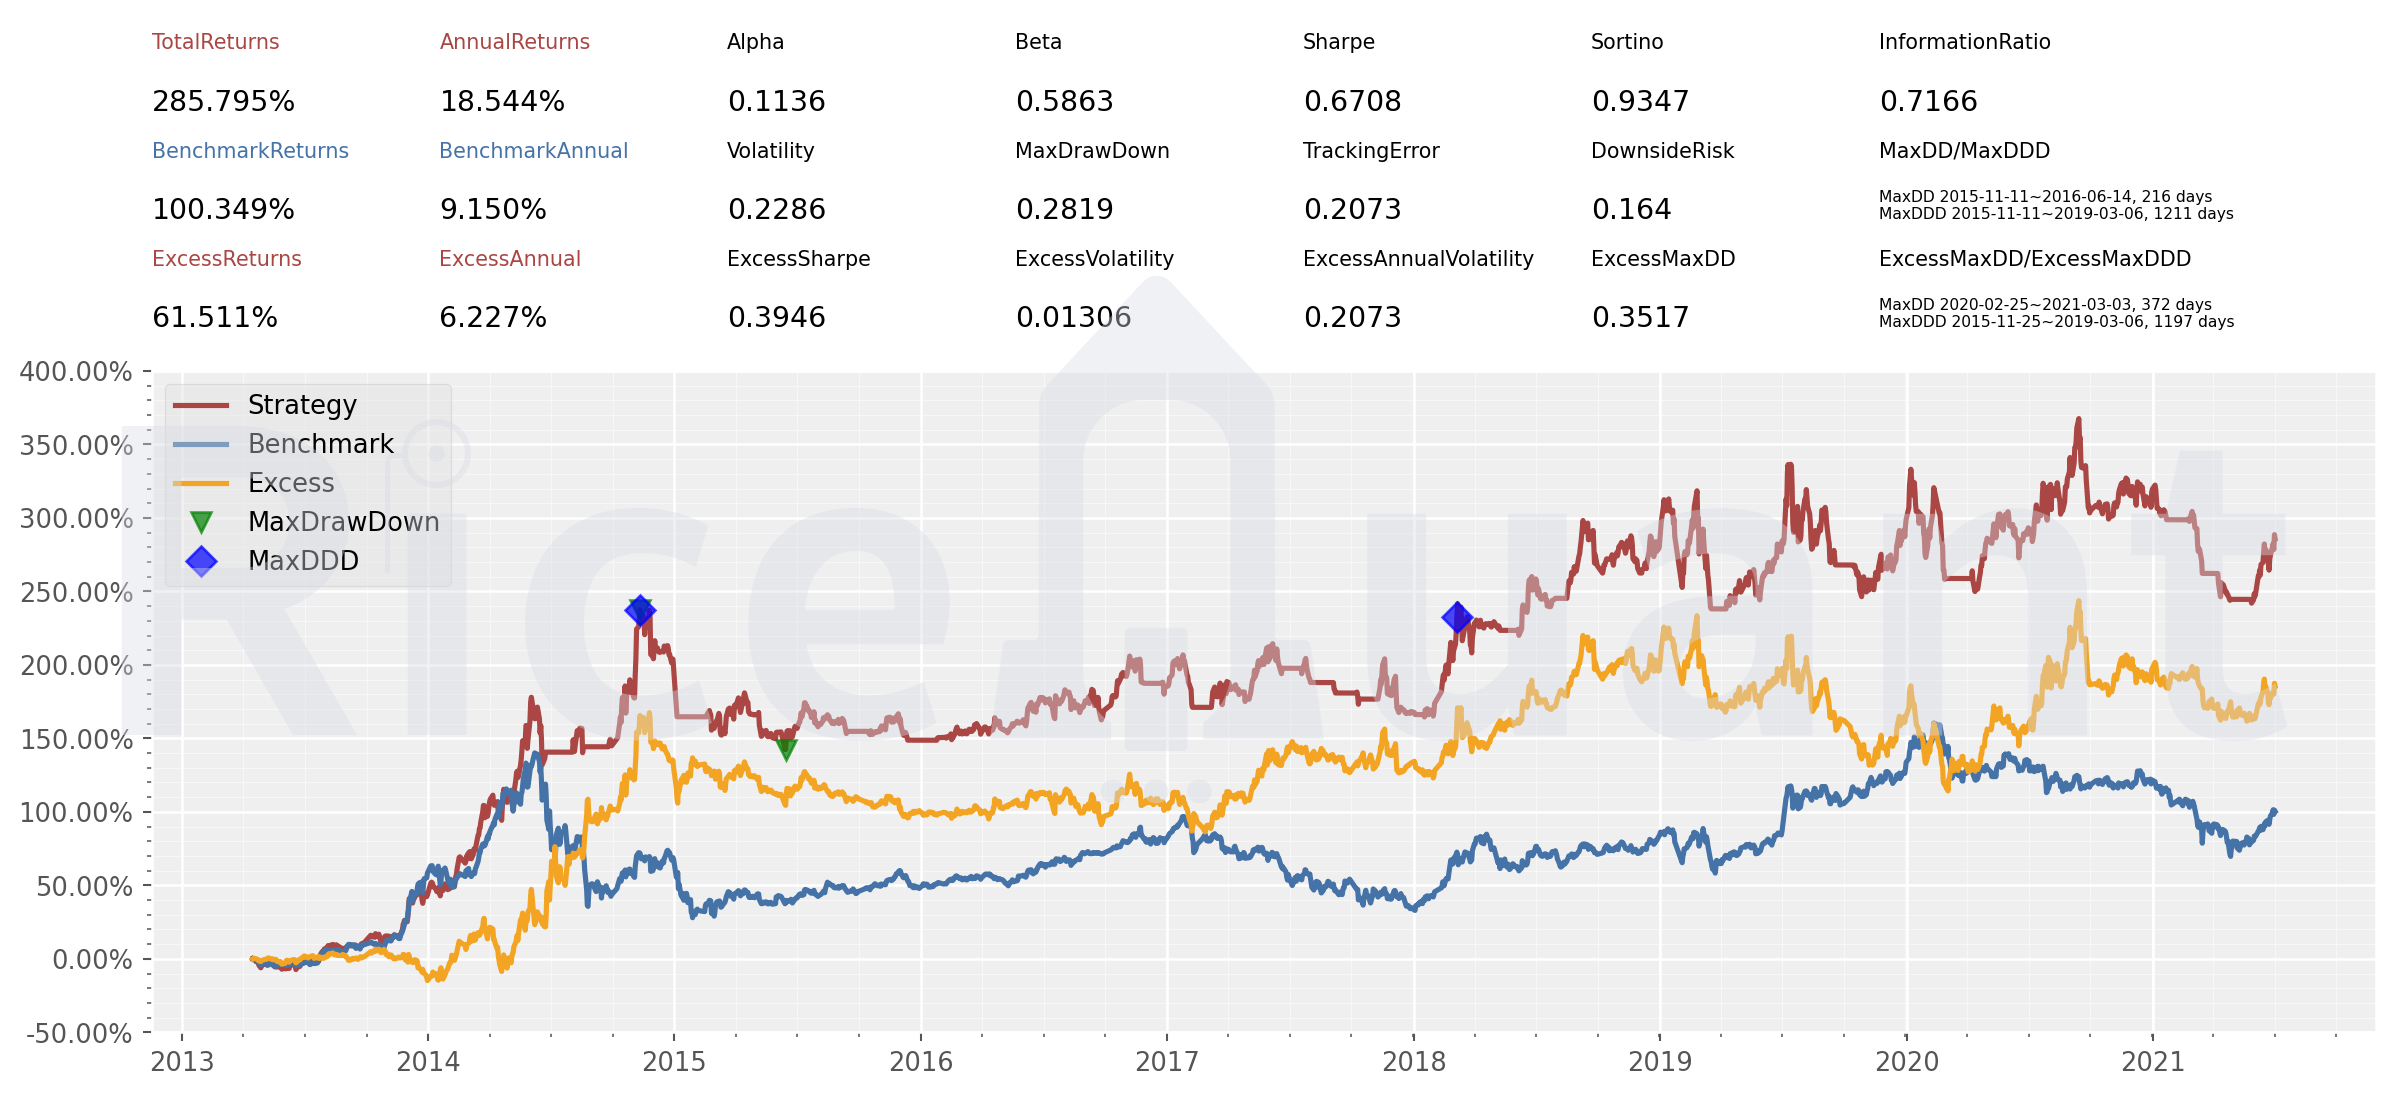 TotalReturns AnnualReturns Alpha Beta Sharpe Sortino InformationRatio
285.795% 18.544% 0.1136 0.5863 0.6708 0.9347 0.7166
BenchmarkReturns BenchmarkAnnual Volatility MaxDrawDown TrackingError DownsideRisk MaxDD/MaxDDD
100.349% 9.150% 0.2286 0.2819 0.2073 0.164 MaxDD 2015-11-11~2016-06-14, 216 days
MaxDDD 2015-11-11~2019-03-06, 1211 days
ExcessReturns ExcessAnnual ExcessSharpe ExcessVolatility ExcessAnnualVolatility ExcessMaxDD ExcessMaxDD/ExcessMaxDDD
61.511% 6.227% 0.3946 0.01306 0.2073 0.3517 MaxDD 2020-02-25~2021-03-03, 372 days
MaxDDD 2015-11-25~2019-03-06, 1197 days
400.00%
350.00%
300.00%
250.00%
200.00%
150.00%
100.00%
50.00%
0.00%
-50.00%
Strategy
Benchmark
Excess
MaxDrawDown
MaxDDD
RiceQuant
2013 2014 2015 2016 2017 2018 2019 2020 2021